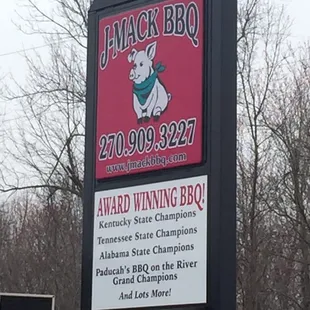 J-MACK BBQ
270.909.3227
www.jmackbbq.com
AWARD WINNING BBQ!
Kentucky State Champions
Tennessee State Champions
Alabama State Champions
Paducah's BBQ on the River
Grand Champions
And Lots More!